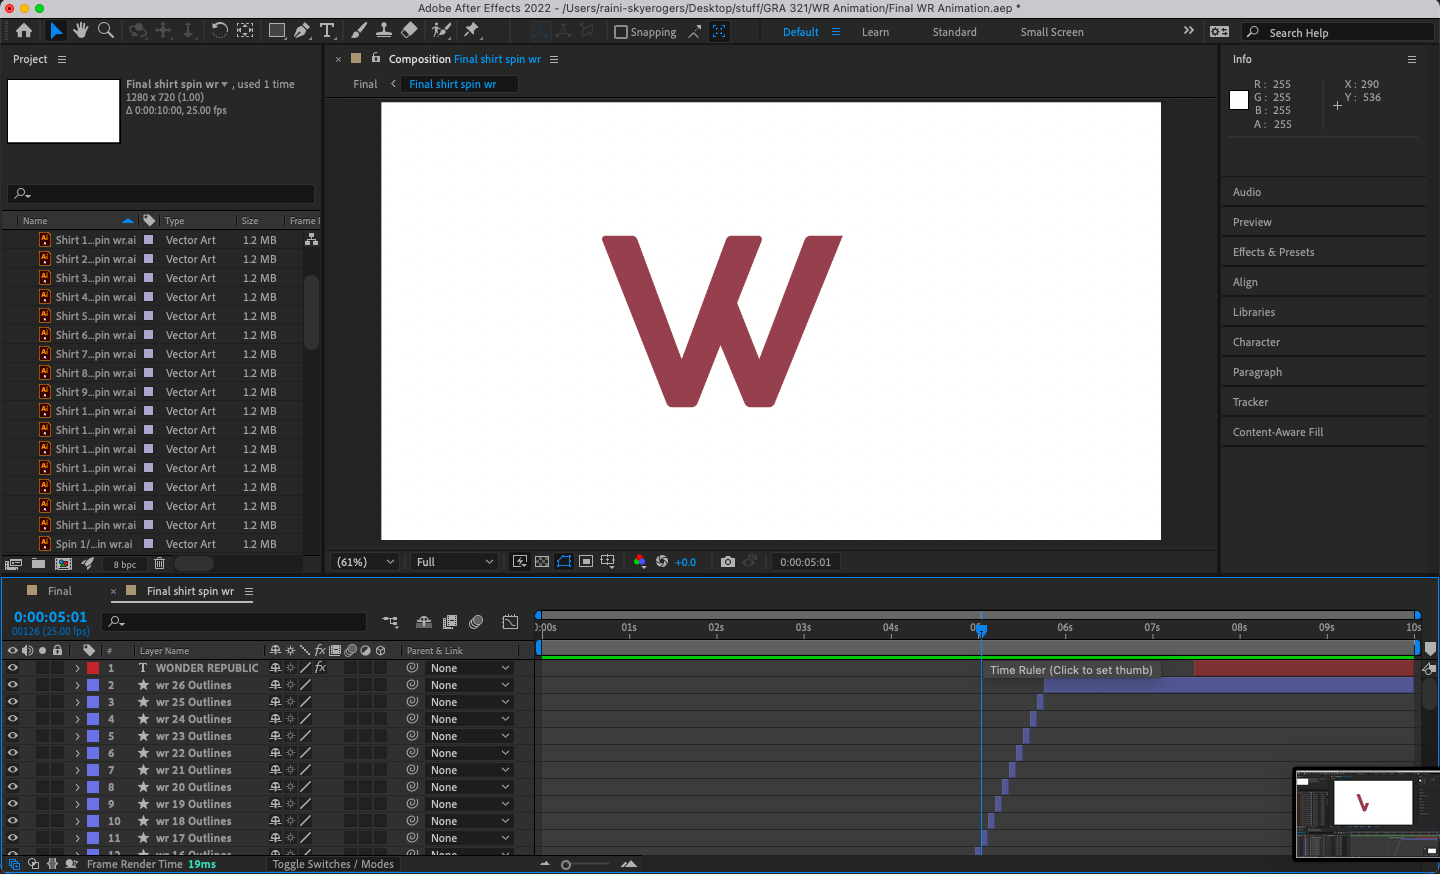 Adobe After Effects 2022 - /Users/raini-skyerogers/Desktop/stuff/GRA 321/WR Animation/Final WR Animation.aep *
Snapping
Default
Learn
Standard
Small Screen
Search Help
Project
Final shirt spin wr , used 1 time
1280 x 720 (1.00)
Δ 0:00:10:00, 25.00 fps
Name Type Size Frame
Shirt 1...pin wr.ai Vector Art 1.2 MB
Shirt 2...pin wr.ai Vector Art 1.2 MB
Shirt 3...pin wr.ai Vector Art 1.2 MB
Shirt 4...pin wr.ai Vector Art 1.2 MB
Shirt 5...pin wr.ai Vector Art 1.2 MB
Shirt 6...pin wr.ai Vector Art 1.2 MB
Shirt 7...pin wr.ai Vector Art 1.2 MB
Shirt 8...pin wr.ai Vector Art 1.2 MB
Shirt 9...pin wr.ai Vector Art 1.2 MB
Shirt 1...pin wr.ai Vector Art 1.2 MB
Shirt 1...pin wr.ai Vector Art 1.2 MB
Shirt 1...pin wr.ai Vector Art 1.2 MB
Shirt 1...pin wr.ai Vector Art 1.2 MB
Shirt 1...pin wr.ai Vector Art 1.2 MB
Shirt 1...pin wr.ai Vector Art 1.2 MB
Shirt 1...pin wr.ai Vector Art 1.2 MB
Spin 1/...in wr.ai Vector Art 1.2 MB
8 bpc
Composition Final shirt spin wr
Final
Final shirt spin wr
W
(61%)
Full
+0.0
0:00:05:01
Info
R : 255
G : 255
B : 255
A : 255
X : 290
Y : 536
Audio
Preview
Effects & Presets
Align
Libraries
Character
Paragraph
Tracker
Content-Aware Fill
Final
Final shirt spin wr
0:00:05:01
00126 (25.00 fps)
:00s 01s 02s 03s 04s 06s 07s 08s 09s 10s
# Layer Name fx Parent & Link
1 T WONDER REPUBLIC fx None
2 wr 26 Outlines None
3 wr 25 Outlines None
4 wr 24 Outlines None
5 wr 23 Outlines None
6 wr 22 Outlines None
7 wr 21 Outlines None
8 wr 20 Outlines None
9 wr 19 Outlines None
10 wr 18 Outlines None
11 wr 17 Outlines None
Time Ruler (Click to set thumb)
Frame Render Time 19ms
Toggle Switches / Modes